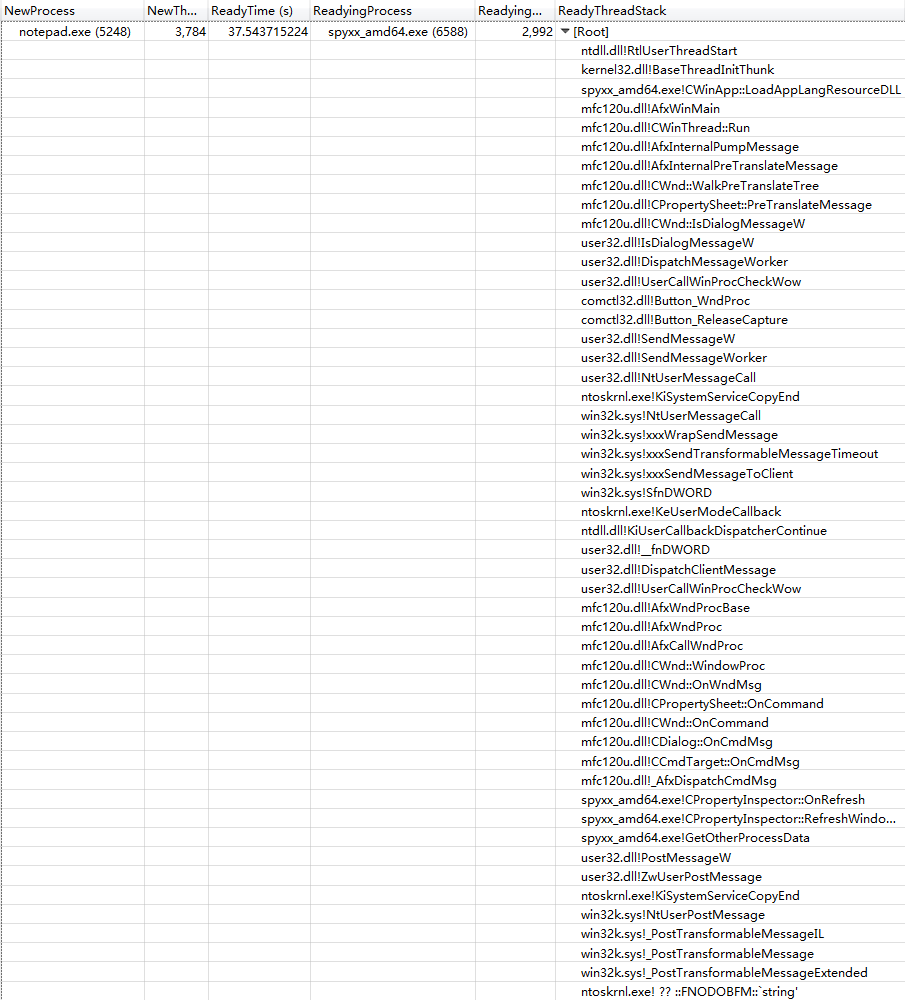 NewProcess NewTh... ReadyTime (s) ReadyingProcess Readying... ReadyThreadStack
notepad.exe (5248) 3,784 37.543715224 spyxx_amd64.exe (6588) 2,992 [Root]
ntdll.dll!RtlUserThreadStart
kernel32.dll!BaseThreadInitThunk
spyxx_amd64.exe!CWinApp::LoadAppLangResourceDLL
mfc120u.dll!AfxWinMain
mfc120u.dll!CWinThread::Run
mfc120u.dll!AfxInternalPumpMessage
mfc120u.dll!AfxInternalPreTranslateMessage
mfc120u.dll!CWnd::WalkPreTranslateTree
mfc120u.dll!CPropertySheet::PreTranslateMessage
mfc120u.dll!CWnd::IsDialogMessageW
user32.dll!IsDialogMessageW
user32.dll!DispatchMessageWorker
user32.dll!UserCallWinProcCheckWow
comctl32.dll!Button_WndProc
comctl32.dll!Button_ReleaseCapture
user32.dll!SendMessageW
user32.dll!SendMessageWorker
user32.dll!NtUserMessageCall
ntoskrnl.exe!KiSystemServiceCopyEnd
win32k.sys!NtUserMessageCall
win32k.sys!xxxWrapSendMessage
win32k.sys!xxxSendTransformableMessageTimeout
win32k.sys!xxxSendMessageToClient
win32k.sys!SfnDWORD
ntoskrnl.exe!KeUserModeCallback
ntdll.dll!KiUserCallbackDispatcherContinue
user32.dll!__fnDWORD
user32.dll!DispatchClientMessage
user32.dll!UserCallWinProcCheckWow
mfc120u.dll!AfxWndProcBase
mfc120u.dll!AfxWndProc
mfc120u.dll!AfxCallWndProc
mfc120u.dll!CWnd::WindowProc
mfc120u.dll!CWnd::OnWndMsg
mfc120u.dll!CPropertySheet::OnCommand
mfc120u.dll!CWnd::OnCommand
mfc120u.dll!CDialog::OnCmdMsg
mfc120u.dll!CCmdTarget::OnCmdMsg
mfc120u.dll!_AfxDispatchCmdMsg
spyxx_amd64.exe!CPropertyInspector::OnRefresh
spyxx_amd64.exe!CPropertyInspector::RefreshWindo...
spyxx_amd64.exe!GetOtherProcessData
user32.dll!PostMessageW
user32.dll!ZwUserPostMessage
ntoskrnl.exe!KiSystemServiceCopyEnd
win32k.sys!NtUserPostMessage
win32k.sys!_PostTransformableMessageIL
win32k.sys!_PostTransformableMessage
win32k.sys!_PostTransformableMessageExtended
ntoskrnl.exe! ?? ::FNODOBFM::`string'